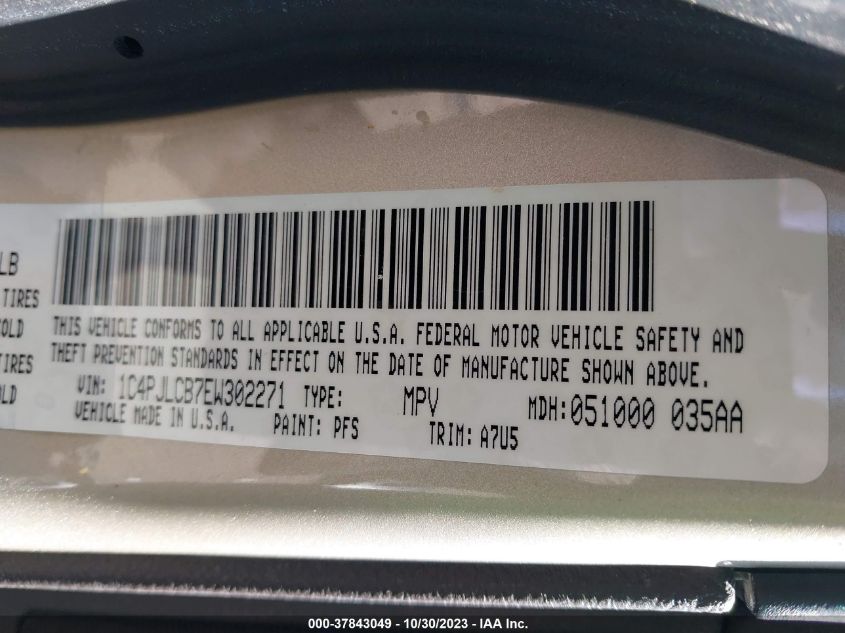 LB
TIRES
COLD
TIRES
OLD
THIS VEHICLE CONFORMS TO ALL APPLICABLE U.S.A. FEDERAL MOTOR VEHICLE SAFETY AND
THEFT PREVENTION STANDARDS IN EFFECT ON THE DATE OF MANUFACTURE SHOWN ABOVE.
VIN: 1C4PJLCB7EW302271 TYPE: MPV MDH:051000 035AA
VEHICLE MADE IN U.S.A. PAINT: PFS TRIM: A7U5
000-37843049 - 10/30/2023 - IAA Inc.